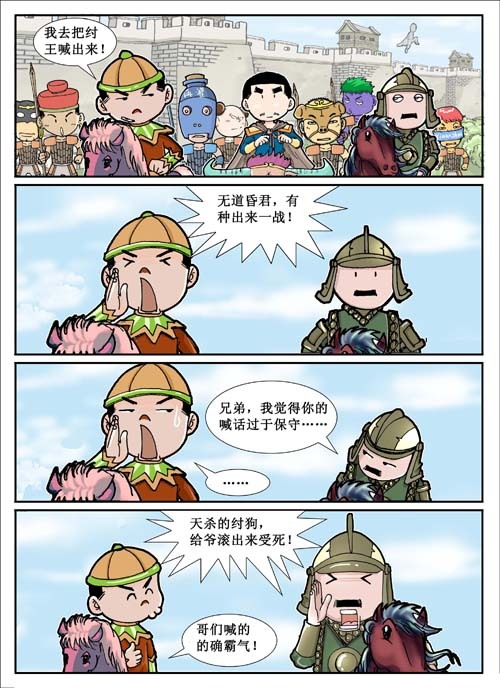 我去把纣
王喊出来！
无道昏君，有
种出来一战！
兄弟，我觉得你的
喊话过于保守……
……
天杀的纣狗，
给爷滚出来受死！
哥们喊的
的确霸气！